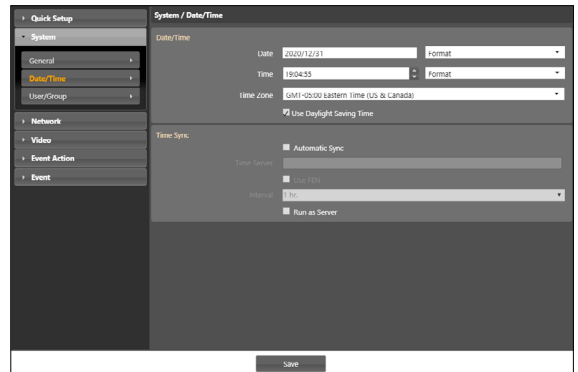 Quick Setup
System
General
Date/Time
User/Group
Network
Video
Event Action
Event
System / Date/Time
Date/Time
Date 2020/12/31 Format
Time 19:04:55 Format
Time Zone GMT-05:00 Eastern Time (US & Canada)
Use Daylight Saving Time
Time Sync.
Automatic Sync
Time Server
Use FEN
Interval 1 hr.
Run as Server
Save